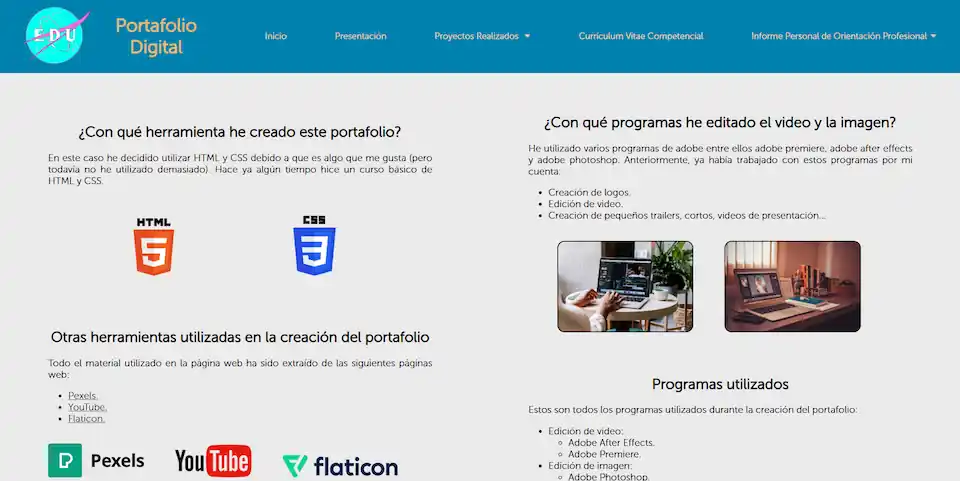 EDU
Portafolio
Digital
Inicio
Presentación
Proyectos Realizados
Currículum Vitae Competencial
Informe Personal de Orientación Profesional
¿Con qué herramienta he creado este portafolio?
En este caso he decidido utilizar HTML y CSS debido a que es algo que me gusta (pero
todavía no he utilizado demasiado). Hace ya algún tiempo hice un curso básico de
HTML y CSS.
HTML
5
CSS
3
Otras herramientas utilizadas en la creación del portafolio
Todo el material utilizado en la página web ha sido extraído de las siguientes páginas
web:
• Pexels.
• YouTube.
• Flaticon.
Pexels
YouTube
flaticon
¿Con qué programas he editado el video y la imagen?
He utilizado varios programas de adobe entre ellos adobe premiere, adobe after effects
y adobe photoshop. Anteriormente, ya había trabajado con estos programas por mi
cuenta:
• Creación de logos.
• Edición de video.
• Creación de pequeños trailers, cortos, videos de presentación...
Programas utilizados
Estos son todos los programas utilizados durante la creación del portafolio:
• Edición de video:
◦ Adobe After Effects.
◦ Adobe Premiere.
• Edición de imagen:
◦ Adobe Photoshop.